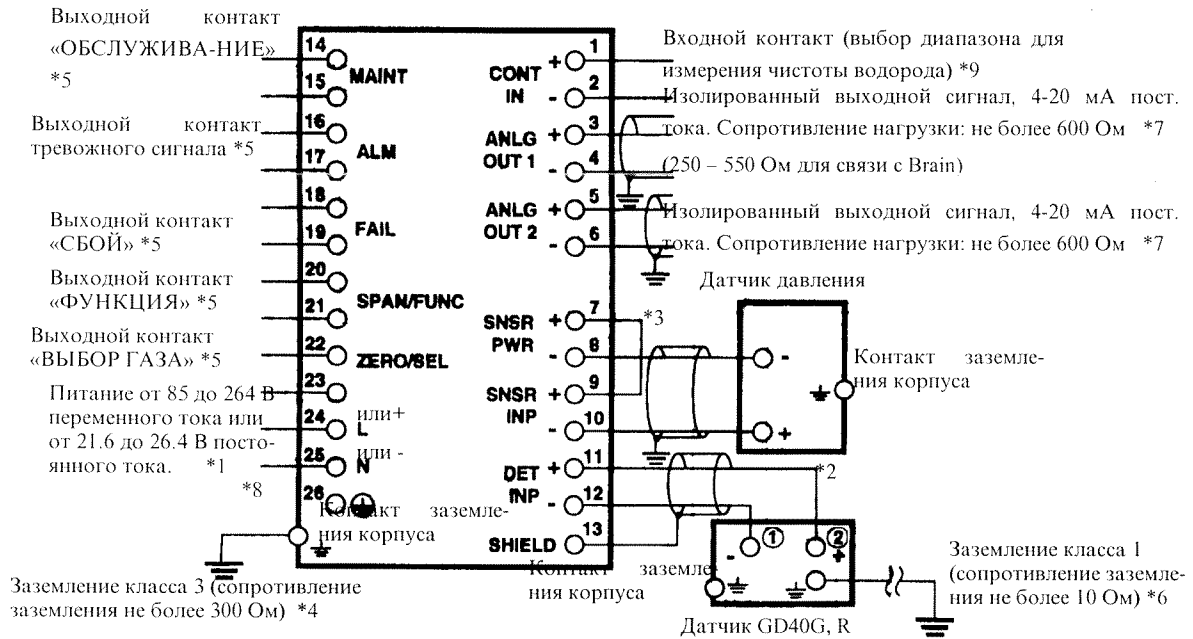 Выходной контакт
«ОБСЛУЖИВА-НИЕ»
*5
Выходной контакт
тревожного сигнала *5
Выходной контакт
«СБОЙ» *5
Выходной контакт
«ФУНКЦИЯ» *5
Выходной контакт
«ВЫБОР ГАЗА» *5
Питание от 85 до 264 В
переменного тока или
от 21.6 до 26.4 В посто-
янного тока. *1
*8
14
15
MAINT
16
17
ALM
18
19
FAIL
20
21
SPAN/FUNC
22
23
ZERO/SEL
24
или+
L
или -
25
N
26
Контакт заземле-
ния корпуса
Заземление класса 3 (сопротивление
заземления не более 300 Ом) *4
1
CONT +
2
IN -
3
ANLG +
OUT 1
4
-
5
ANLG +
OUT 2
6
-
7
SNSR +
PWR
8
-
9
SNSR +
INP
10
-
11
DET +
INP
12
-
13
SHIELD
Входной контакт (выбор диапазона для
измерения чистоты водорода) *9
Изолированный выходной сигнал, 4-20 мА пост.
тока. Сопротивление нагрузки: не более 600 Ом *7
(250 – 550 Ом для связи с Brain)
Изолированный выходной сигнал, 4-20 мА пост.
тока. Сопротивление нагрузки: не более 600 Ом *7
Датчик давления
*3
-
+
Контакт заземле-
ния корпуса
*2
1
2
-
+
Контакт заземле-
ния корпуса
Датчик GD40G, R
Заземление класса 1
(сопротивление заземле-
ния не более 10 Ом) *6